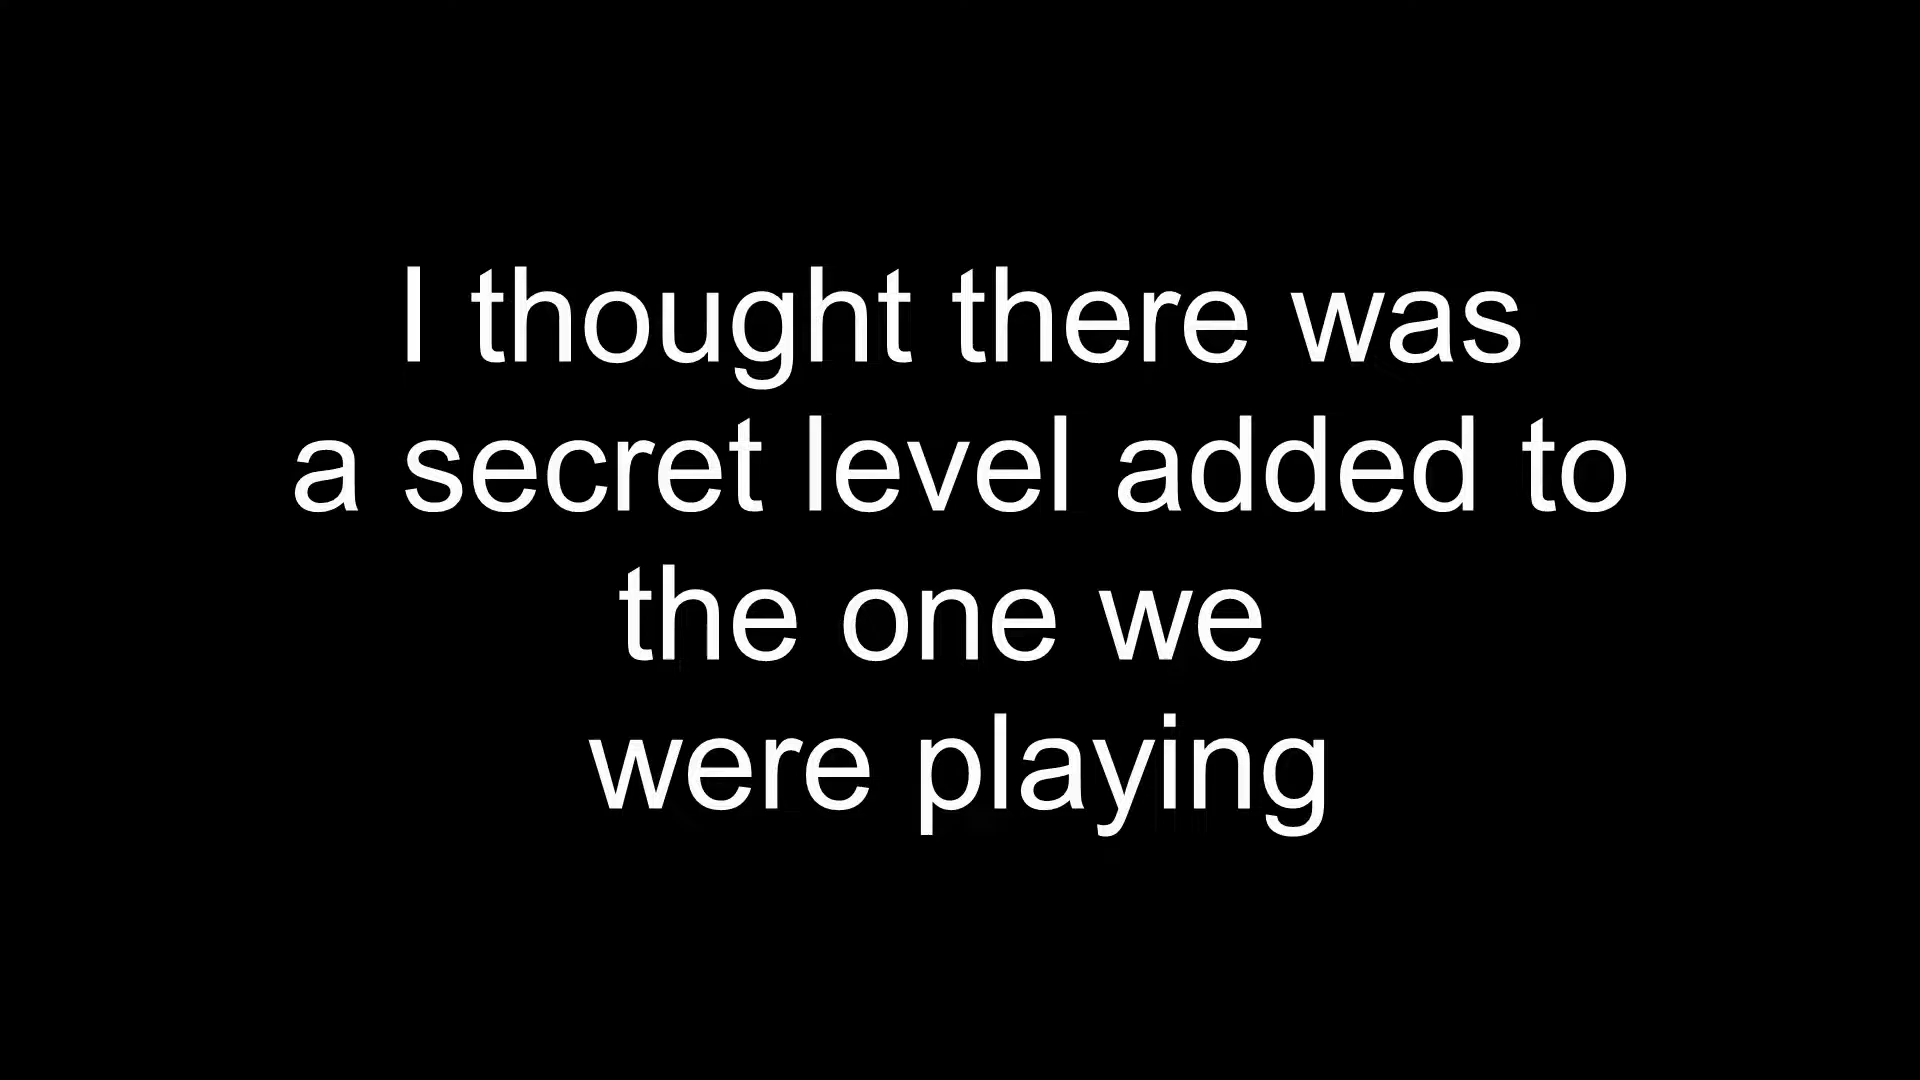 I thought there was
a secret level added to
the one we
were playing